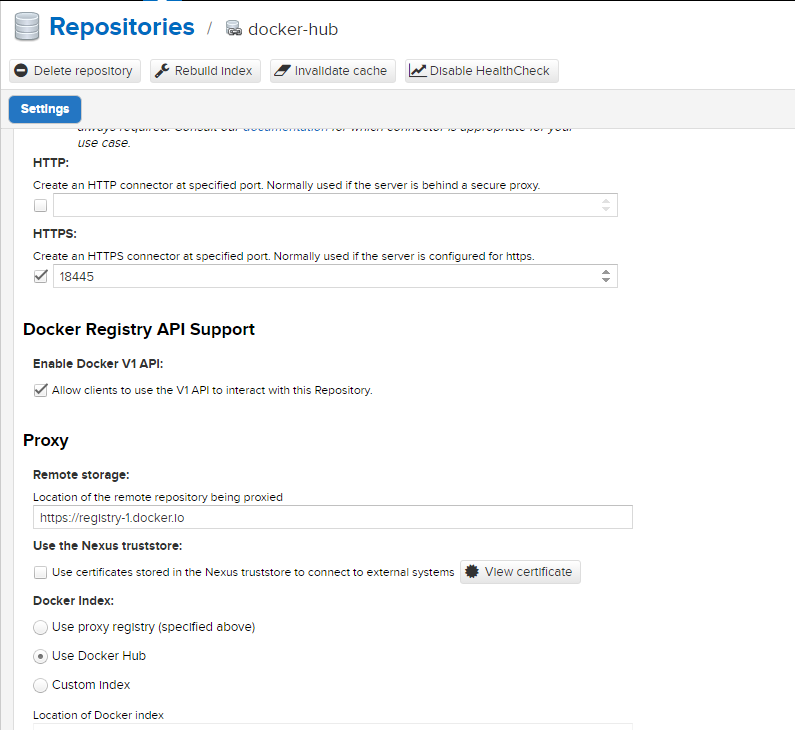 Repositories / docker-hub
Delete repository Rebuild index Invalidate cache Disable HealthCheck
Settings
always required. Consult our documentation for which connector is appropriate for your
use case.
HTTP:
Create an HTTP connector at specified port. Normally used if the server is behind a secure proxy.
HTTPS:
Create an HTTPS connector at specified port. Normally used if the server is configured for https.
18445
Docker Registry API Support
Enable Docker V1 API:
Allow clients to use the V1 API to interact with this Repository.
Proxy
Remote storage:
Location of the remote repository being proxied
https://registry-1.docker.io
Use the Nexus truststore:
Use certificates stored in the Nexus truststore to connect to external systems View certificate
Docker Index:
Use proxy registry (specified above)
Use Docker Hub
Custom index
Location of Docker index